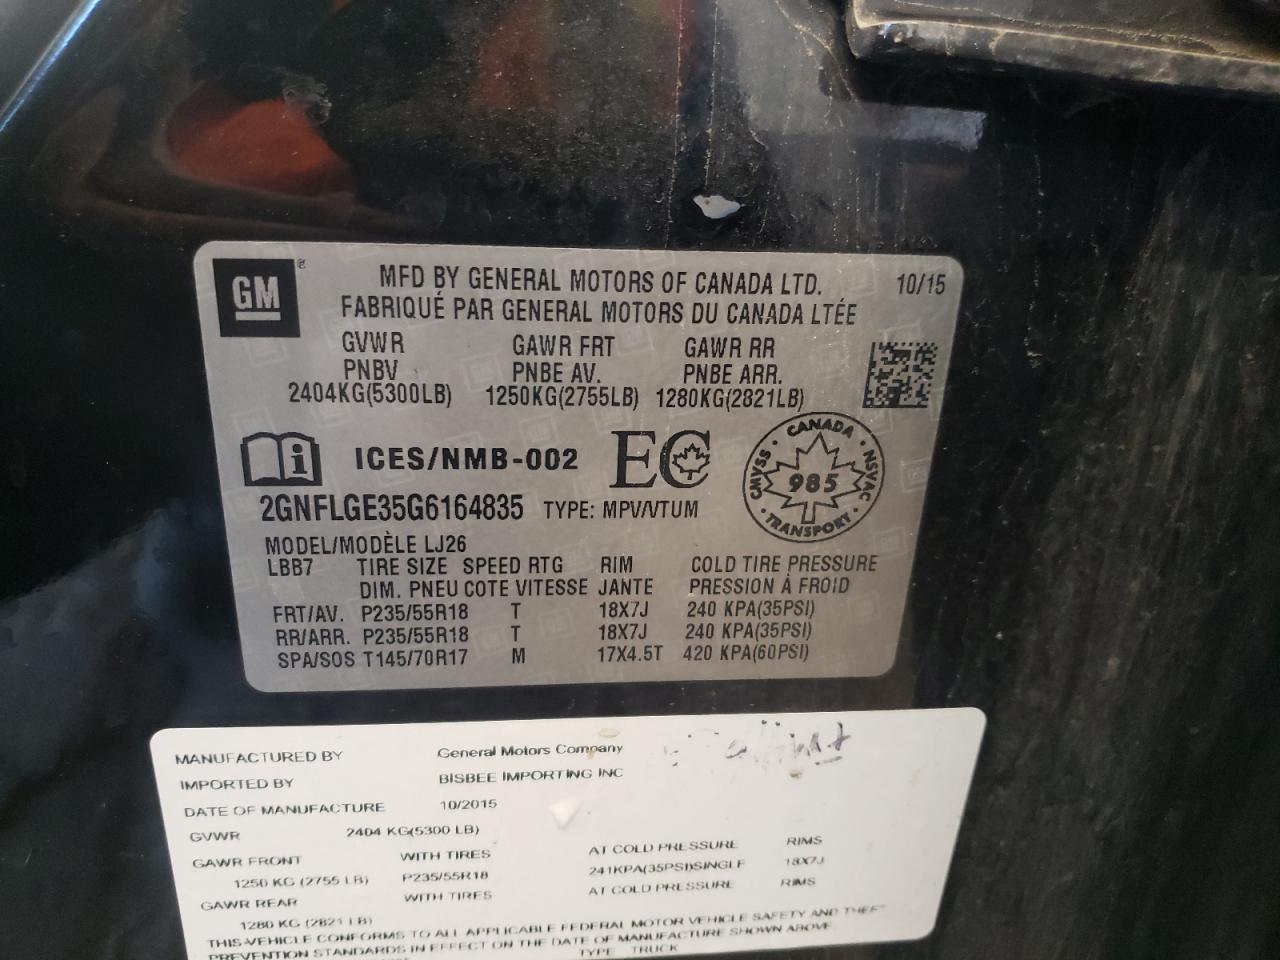 GM
MFD BY GENERAL MOTORS OF CANADA LTD. 10/15
FABRIQUÉ PAR GENERAL MOTORS DU CANADA LTÉE
GVWR GAWR FRT GAWR RR
PNBV PNBE AV. PNBE ARR.
2404KG(5300LB) 1250KG(2755LB) 1280KG(2821LB)
i ICES/NMB-002 EC
CANADA CMVSS NSVAC 985 TRANSPORT
2GNFLGE35G6164835 TYPE: MPV/VTUM
MODEL/MODÈLE LJ26
LBB7 TIRE SIZE SPEED RTG RIM COLD TIRE PRESSURE
DIM. PNEU COTE VITESSE JANTE PRESSION À FROID
FRT/AV. P235/55R18 T 18X7J 240 KPA(35PSI)
RR/ARR. P235/55R18 T 18X7J 240 KPA(35PSI)
SPA/SOS T145/70R17 M 17X4.5T 420 KPA(60PSI)
MANUFACTURED BY General Motors Company
IMPORTED BY BISBEE IMPORTING INC
DATE OF MANUFACTURE 10/2015
GVWR 2404 KG(5300 LB)
GAWR FRONT WITH TIRES AT COLD PRESSURE RIMS
1250 KG (2755 LB) P235/55R18 241KPA(35PSI)SINGLE 18X7J
GAWR REAR WITH TIRES AT COLD PRESSURE RIMS
1280 KG (2821 LB)
THIS VEHICLE CONFORMS TO ALL APPLICABLE FEDERAL MOTOR VEHICLE SAFETY AND THEFT
PREVENTION STANDARDS IN EFFECT ON THE DATE OF MANUFACTURE SHOWN ABOVE.
TYPE TRUCK